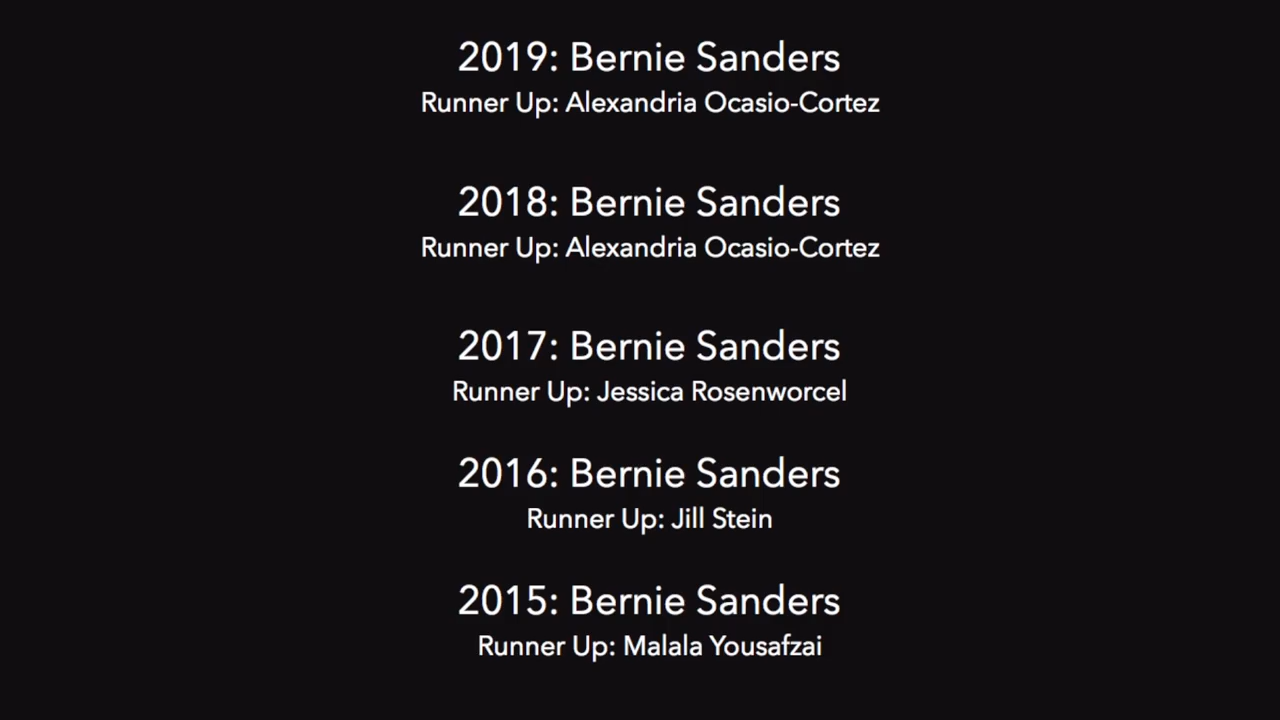 2019: Bernie Sanders
Runner Up: Alexandria Ocasio-Cortez
2018: Bernie Sanders
Runner Up: Alexandria Ocasio-Cortez
2017: Bernie Sanders
Runner Up: Jessica Rosenworcel
2016: Bernie Sanders
Runner Up: Jill Stein
2015: Bernie Sanders
Runner Up: Malala Yousafzai